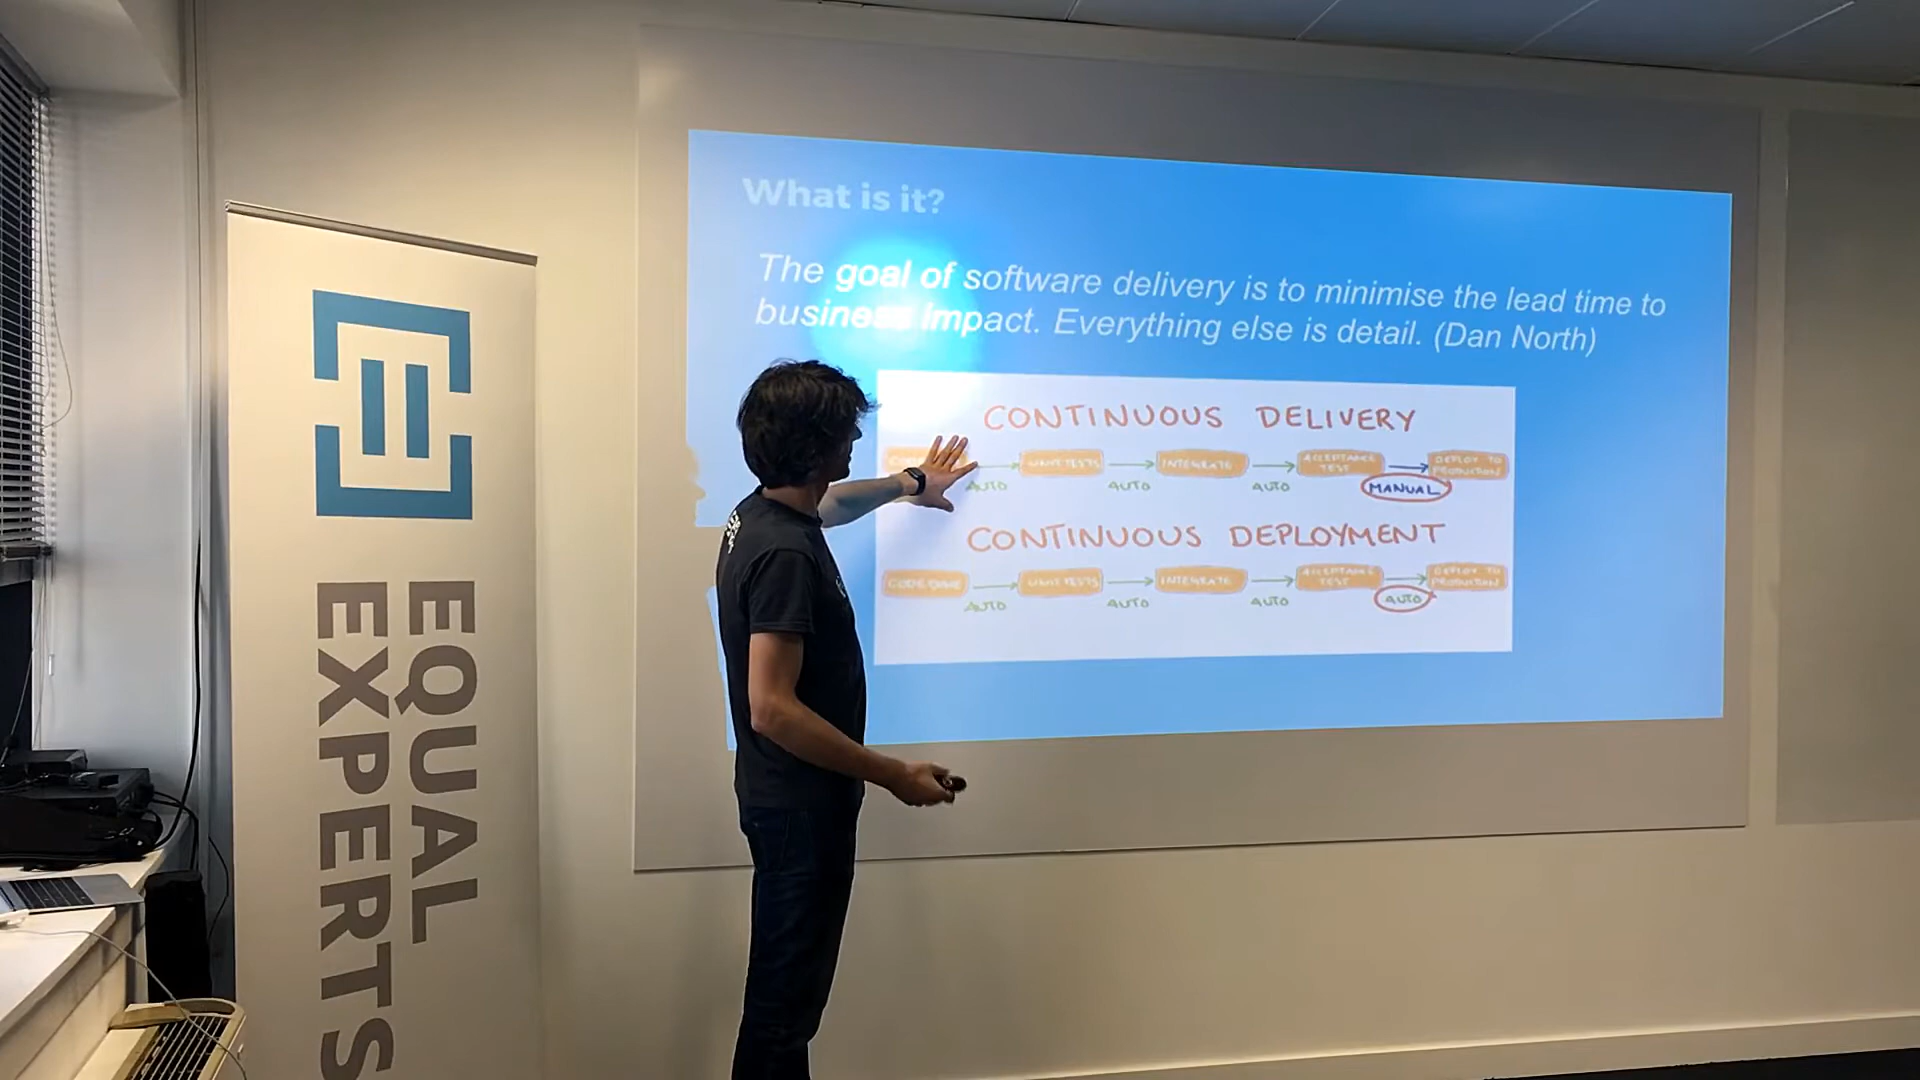 EQUAL
EXPERTS
What is it?
The goal of software delivery is to minimise the lead time to
business impact. Everything else is detail. (Dan North)
CONTINUOUS DELIVERY
UNIT TESTS
INTEGRATE
ACCEPTANCE
TEST
DEPLOY TO
PRODUCTION
AUTO
AUTO
AUTO
MANUAL
CONTINUOUS DEPLOYMENT
CODE DONE
UNIT TESTS
INTEGRATE
ACCEPTANCE
TEST
DEPLOY TO
PRODUCTION
AUTO
AUTO
AUTO
AUTO